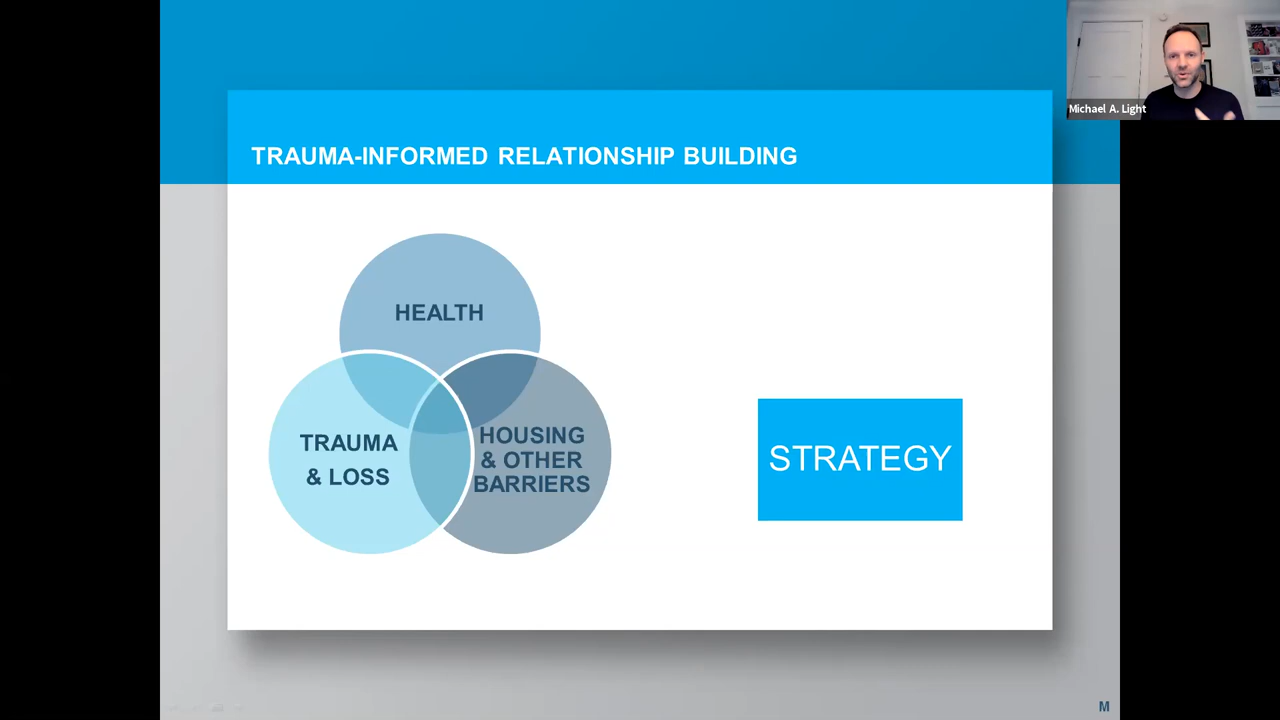 Michael A. Light
TRAUMA-INFORMED RELATIONSHIP BUILDING
HEALTH
TRAUMA
& LOSS
HOUSING
& OTHER
BARRIERS
STRATEGY
M